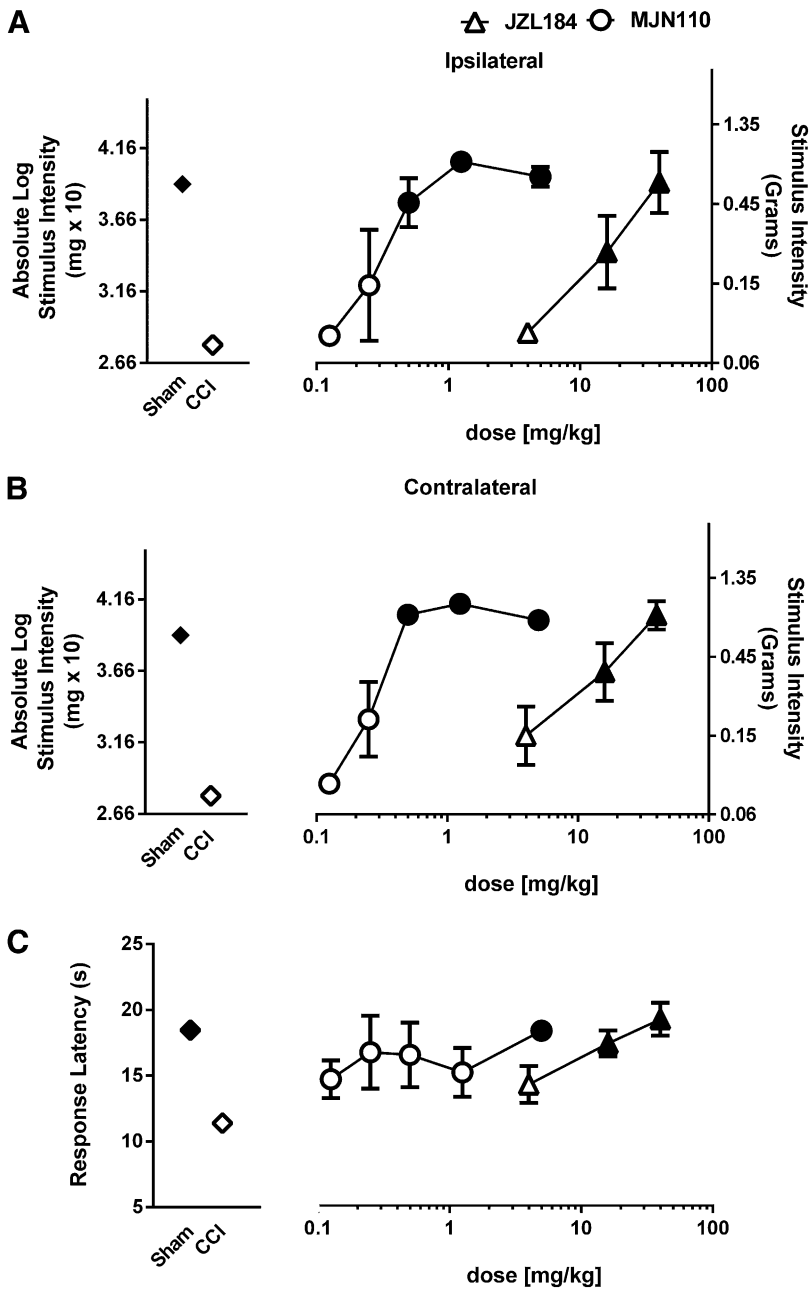 A
JZL184 MJN110
Ipsilateral
Absolute Log
Stimulus Intensity
(mg x 10)
4.16
3.66
3.16
2.66
Sham
CCI
1.35
0.45
0.15
0.06
Stimulus Intensity
(Grams)
0.1 1 10 100
dose [mg/kg]
B
Contralateral
Absolute Log
Stimulus Intensity
(mg x 10)
4.16
3.66
3.16
2.66
Sham
CCI
1.35
0.45
0.15
0.06
Stimulus Intensity
(Grams)
0.1 1 10 100
dose [mg/kg]
C
Response Latency (s)
25
20
15
10
5
Sham
CCI
0.1 1 10 100
dose [mg/kg]